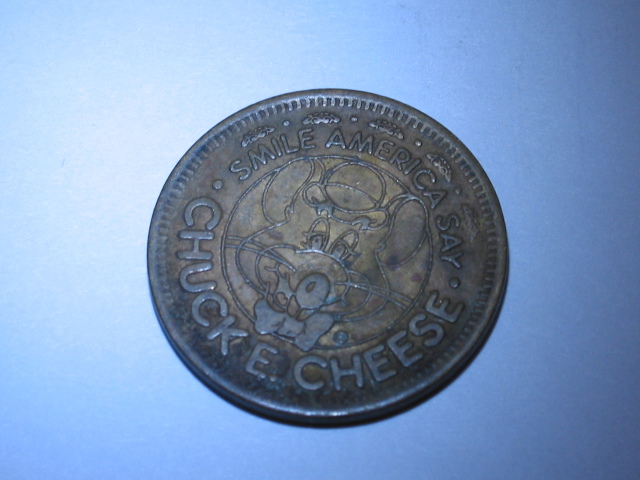 SMILE AMERICA SAY
CHUCK E. CHEESE
®